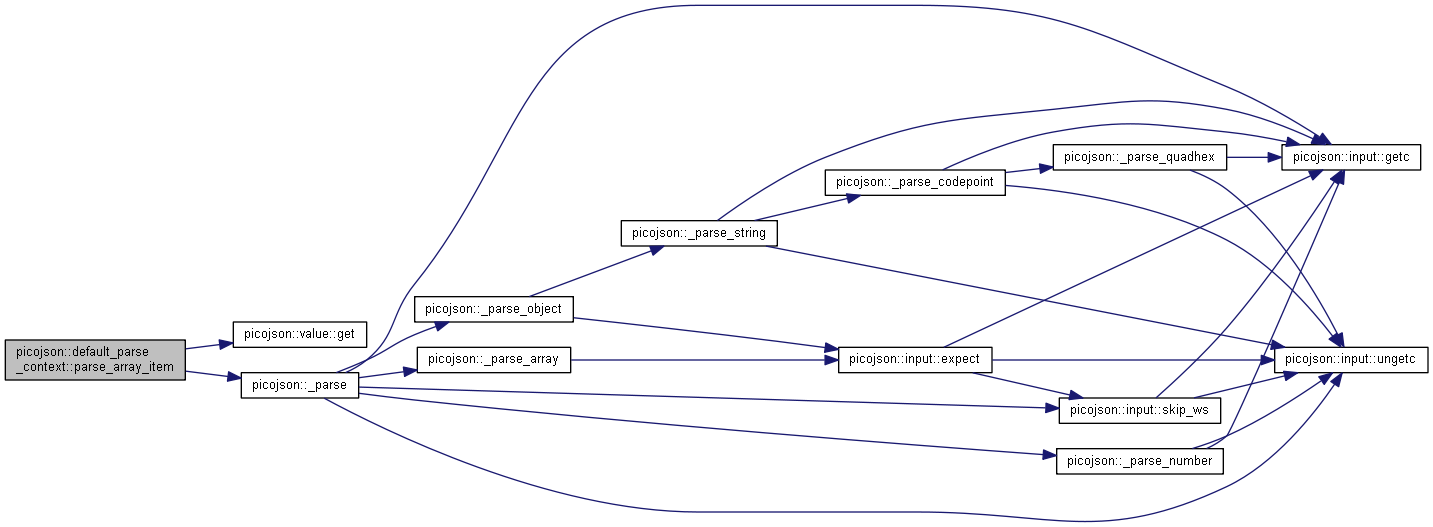 picojson::default_parse
_context::parse_array_item
picojson::value::get
picojson::_parse
picojson::_parse_object
picojson::_parse_array
picojson::_parse_string
picojson::_parse_codepoint
picojson::input::expect
picojson::_parse_quadhex
picojson::input::skip_ws
picojson::_parse_number
picojson::input::getc
picojson::input::ungetc